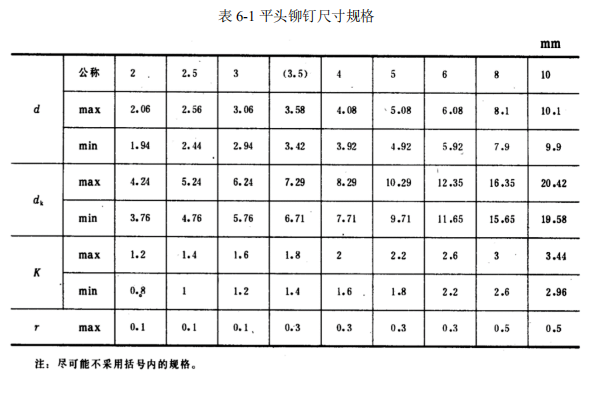 表 6-1 平头铆钉尺寸规格
mm
d 公称 2 2.5 3 (3.5) 4 5 6 8 10
max 2.06 2.56 3.06 3.58 4.08 5.08 6.08 8.1 10.1
min 1.94 2.44 2.94 3.42 3.92 4.92 5.92 7.9 9.9
dk max 4.24 5.24 6.24 7.29 8.29 10.29 12.35 16.35 20.42
min 3.76 4.76 5.76 6.71 7.71 9.71 11.65 15.65 19.58
K max 1.2 1.4 1.6 1.8 2 2.2 2.6 3 3.44
min 0.8 1 1.2 1.4 1.6 1.8 2.2 2.6 2.96
r max 0.1 0.1 0.1 0.3 0.3 0.3 0.3 0.5 0.5
注：尽可能不采用括号内的规格。